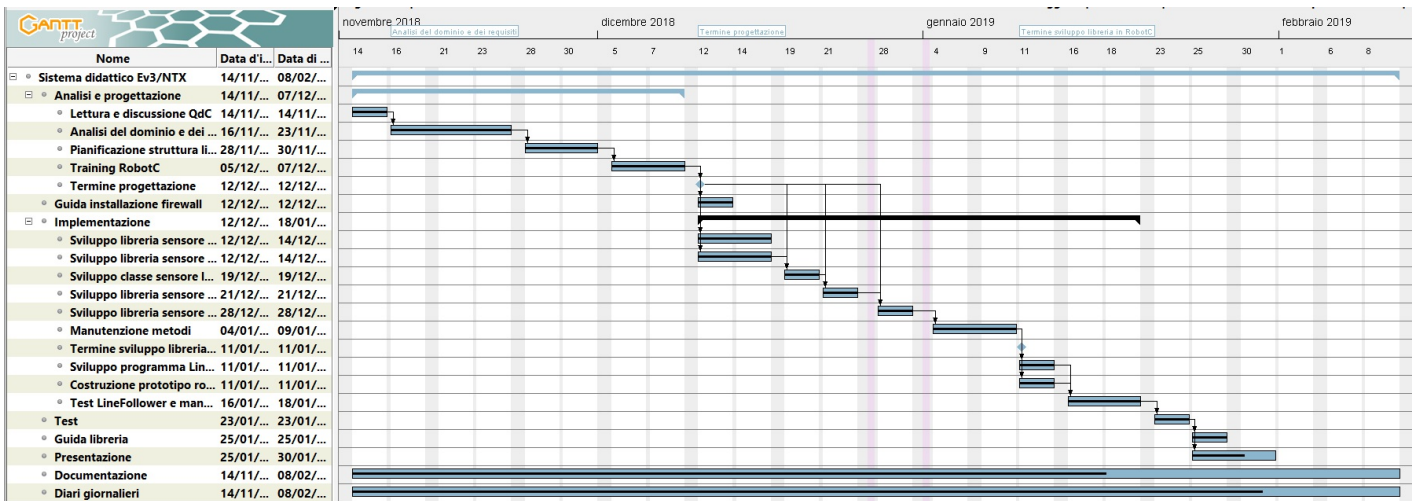 GANTT
project
novembre 2018
dicembre 2018
gennaio 2019
febbraio 2019
Analisi del dominio e dei requisiti
Termine progettazione
Termine sviluppo libreria in RobotC
Nome Data d'i... Data di ...
14 16 21 23 28 30 5 7 12 14 19 21 28 4 9 11 16 18 23 25 30 1 6 8
Sistema didattico Ev3/NTX 14/11/... 08/02/...
Analisi e progettazione 14/11/... 07/12/...
Lettura e discussione QdC 14/11/... 14/11/...
Analisi del dominio e dei ... 16/11/... 23/11/...
Pianificazione struttura li... 28/11/... 30/11/...
Training RobotC 05/12/... 07/12/...
Termine progettazione 12/12/... 12/12/...
Guida installazione firewall 12/12/... 12/12/...
Implementazione 12/12/... 18/01/...
Sviluppo libreria sensore ... 12/12/... 14/12/...
Sviluppo libreria sensore ... 12/12/... 14/12/...
Sviluppo classe sensore l... 19/12/... 19/12/...
Sviluppo libreria sensore ... 21/12/... 21/12/...
Sviluppo libreria sensore ... 28/12/... 28/12/...
Manutenzione metodi 04/01/... 09/01/...
Termine sviluppo libreria... 11/01/... 11/01/...
Sviluppo programma Lin... 11/01/... 11/01/...
Costruzione prototipo ro... 11/01/... 11/01/...
Test LineFollower e man... 16/01/... 18/01/...
Test 23/01/... 23/01/...
Guida libreria 25/01/... 25/01/...
Presentazione 25/01/... 30/01/...
Documentazione 14/11/... 08/02/...
Diari giornalieri 14/11/... 08/02/...